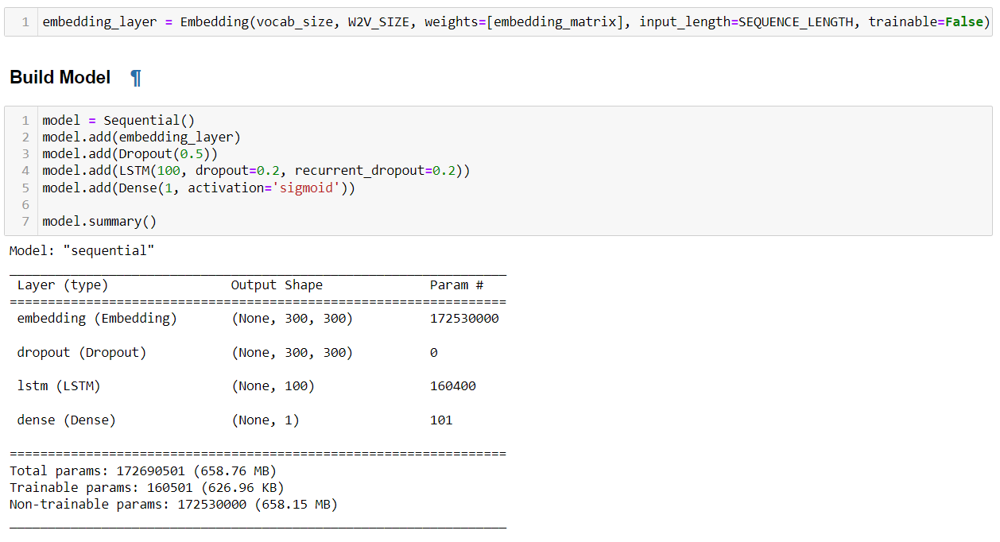 1 embedding_layer = Embedding(vocab_size, W2V_SIZE, weights=[embedding_matrix], input_length=SEQUENCE_LENGTH, trainable=False)
Build Model ¶
1 model = Sequential()
2 model.add(embedding_layer)
3 model.add(Dropout(0.5))
4 model.add(LSTM(100, dropout=0.2, recurrent_dropout=0.2))
5 model.add(Dense(1, activation='sigmoid'))
6
7 model.summary()
Model: "sequential"
_________________________________________________________________
Layer (type) Output Shape Param #
=================================================================
embedding (Embedding) (None, 300, 300) 172530000
dropout (Dropout) (None, 300, 300) 0
lstm (LSTM) (None, 100) 160400
dense (Dense) (None, 1) 101
=================================================================
Total params: 172690501 (658.76 MB)
Trainable params: 160501 (626.96 KB)
Non-trainable params: 172530000 (658.15 MB)
_________________________________________________________________